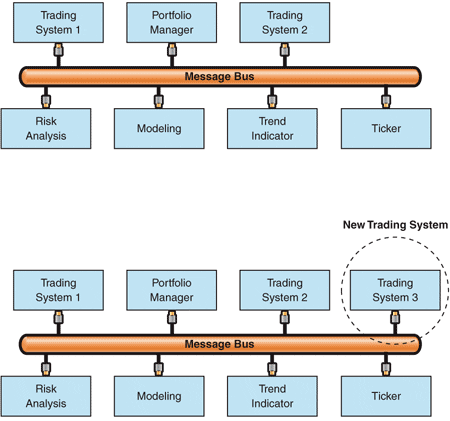 Trading
System 1
Portfolio
Manager
Trading
System 2
Message Bus
Risk
Analysis
Modeling
Trend
Indicator
Ticker
New Trading System
Trading
System 1
Portfolio
Manager
Trading
System 2
Trading
System 3
Message Bus
Risk
Analysis
Modeling
Trend
Indicator
Ticker